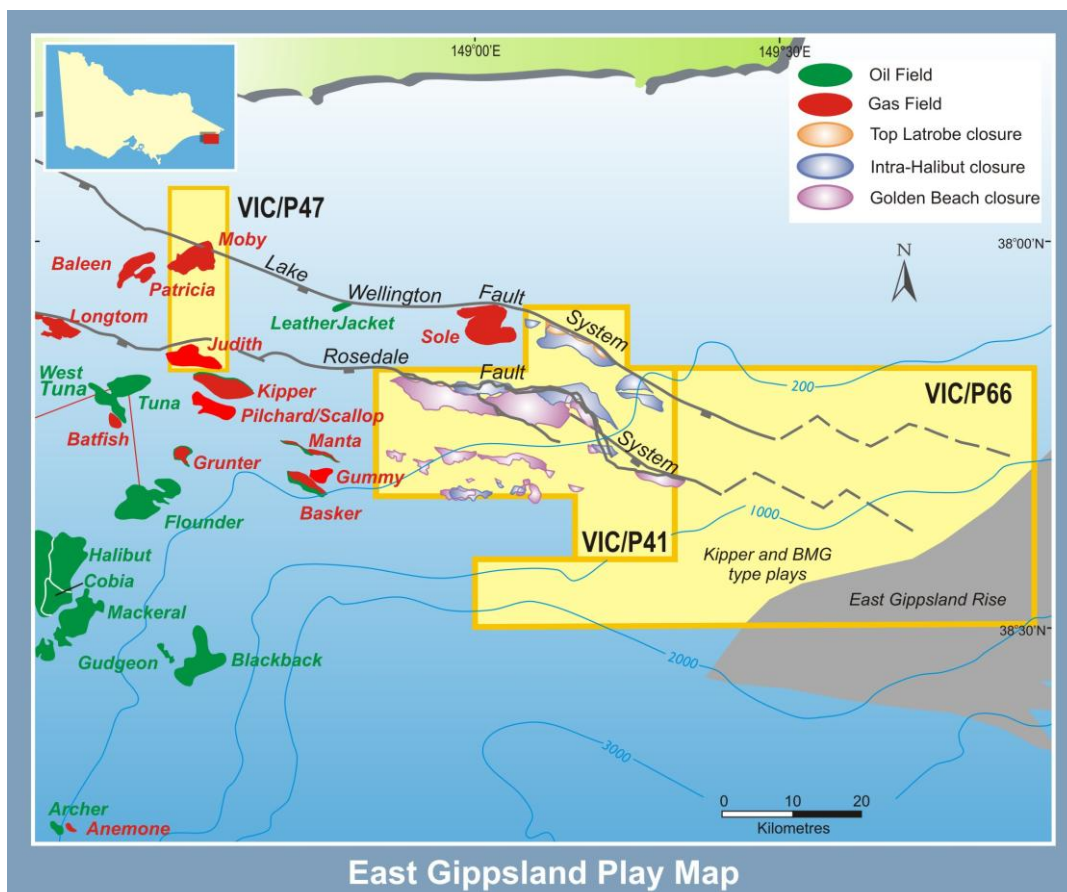 149°00'E
149°30'E
Oil Field
Gas Field
Top Latrobe closure
Intra-Halibut closure
Golden Beach closure
VIC/P47
Moby
38°00'N
Baleen
Lake
N
Patricia
Wellington
Fault
Longtom
LeatherJacket
Sole
System
Judith
Rosedale
West
Tuna
Fault
200
Kipper
VIC/P66
Tuna
Pilchard/Scallop
Batfish
Manta
System
Grunter
Gummy
Basker
1000
Flounder
VIC/P41
Halibut
Kipper and BMG
type plays
Cobia
East Gippsland Rise
Mackeral
38°30'N
Gudgeon
Blackback
2000
3000
Archer
0 10 20
Anemone
Kilometres
East Gippsland Play Map